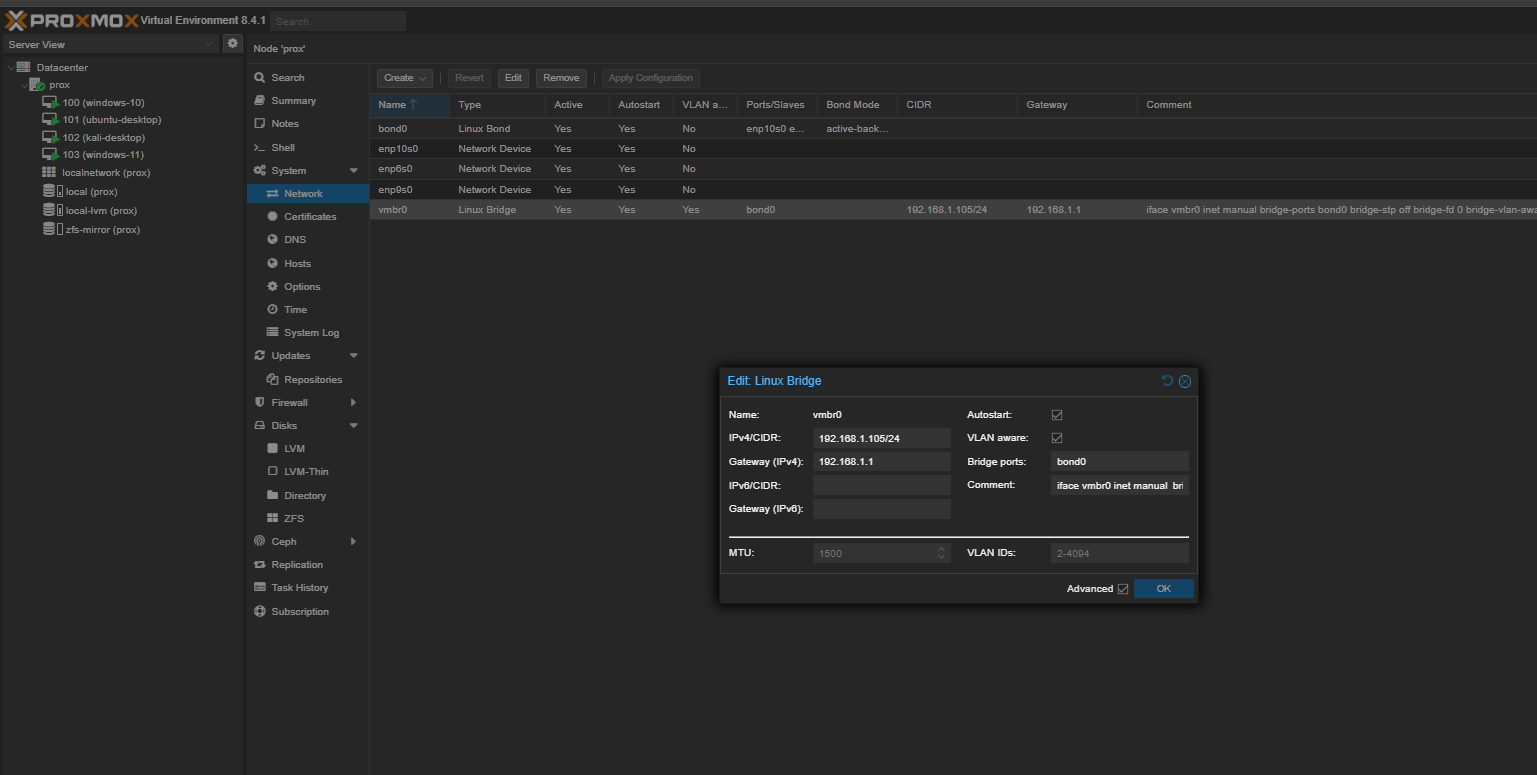 PROXMOX Virtual Environment 8.4.1 Search
Server View
Datacenter
prox
100 (windows-10)
101 (ubuntu-desktop)
102 (kali-desktop)
103 (windows-11)
localnetwork (prox)
local (prox)
local-lvm (prox)
zfs-mirror (prox)
Node 'prox'
Search
Summary
Notes
Shell
System
Network
Certificates
DNS
Hosts
Options
Time
System Log
Updates
Repositories
Firewall
Disks
LVM
LVM-Thin
Directory
ZFS
Ceph
Replication
Task History
Subscription
Create Revert Edit Remove Apply Configuration
Name Type Active Autostart VLAN a... Ports/Slaves Bond Mode CIDR Gateway Comment
bond0 Linux Bond Yes Yes No enp10s0 e... active-back...
enp10s0 Network Device Yes Yes No
enp6s0 Network Device Yes Yes No
enp9s0 Network Device Yes Yes No
vmbr0 Linux Bridge Yes Yes Yes bond0 192.168.1.105/24 192.168.1.1 iface vmbr0 inet manual bridge-ports bond0 bridge-stp off bridge-fd 0 bridge-vlan-awa
Edit: Linux Bridge
Name: vmbr0 Autostart:
IPv4/CIDR: 192.168.1.105/24 VLAN aware:
Gateway (IPv4): 192.168.1.1 Bridge ports: bond0
IPv6/CIDR: Comment: iface vmbr0 inet manual bri
Gateway (IPv6):
MTU: 1500 VLAN IDs: 2-4094
Advanced OK